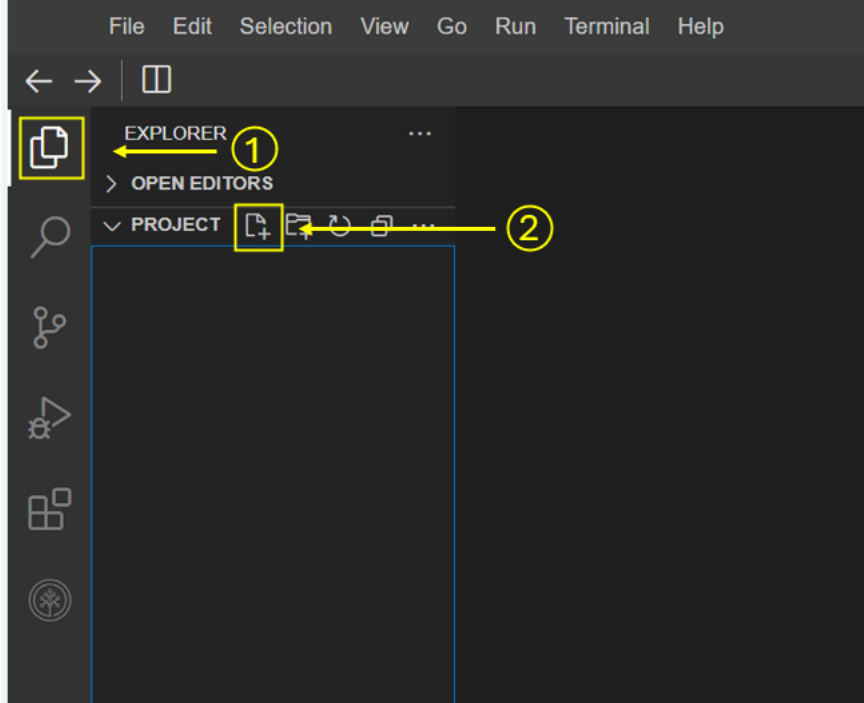 File Edit Selection View Go Run Terminal Help
EXPLORER
1
OPEN EDITORS
PROJECT
2